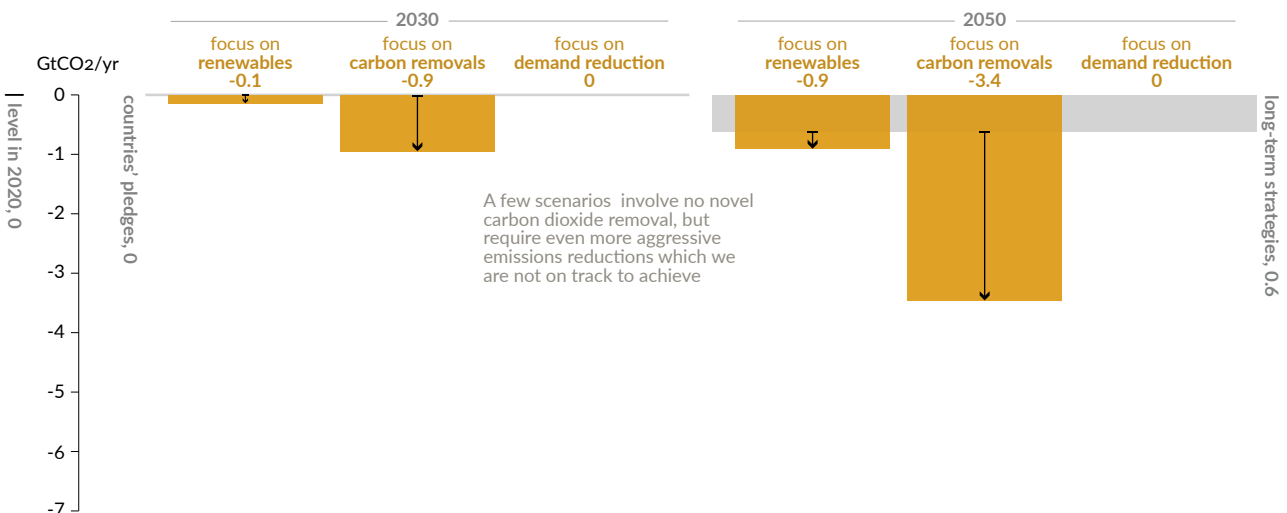 2030
2050
focus on
renewables
-0.1
focus on
carbon removals
-0.9
focus on
demand reduction
0
focus on
renewables
-0.9
focus on
carbon removals
-3.4
focus on
demand reduction
0
GtCO2/yr
0
-1
-2
-3
-4
-5
-6
-7
level in 2020, 0
countries' pledges, 0
A few scenarios  involve no novel
carbon dioxide removal, but
require even more aggressive
emissions reductions which we
are not on track to achieve
long-term strategies, 0.6